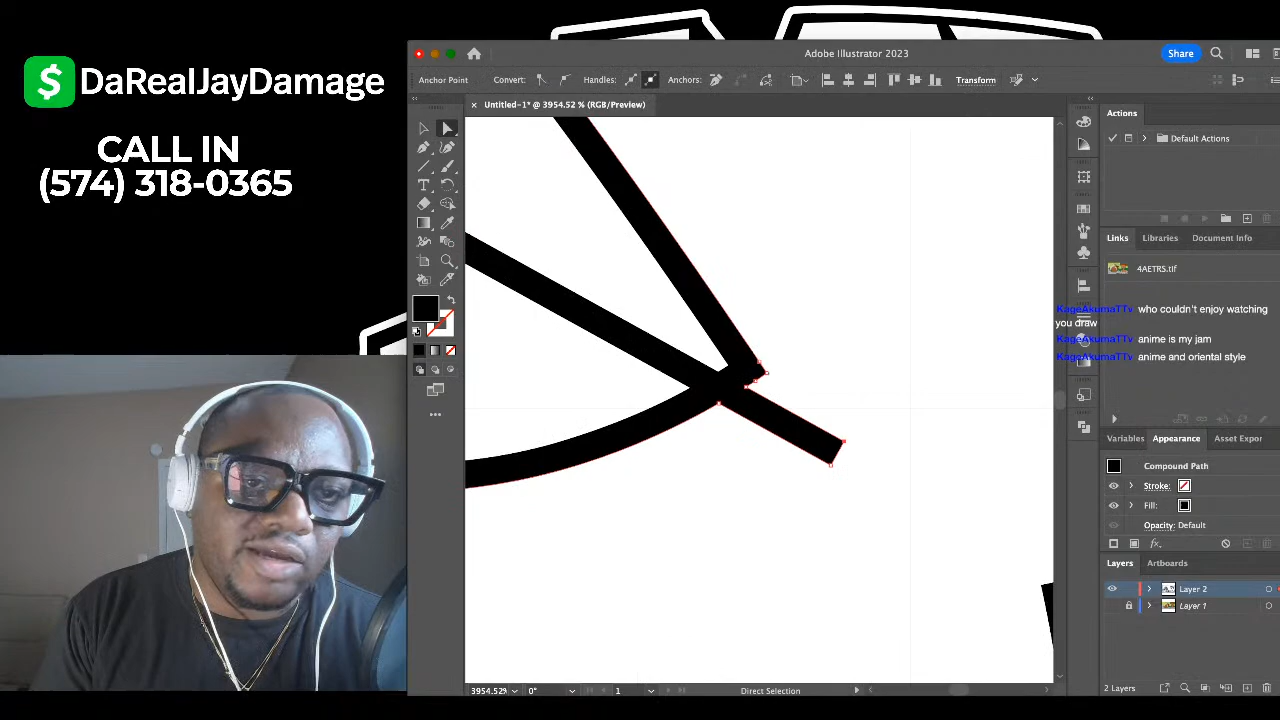 $ DaRealJayDamage
CALL IN
(574) 318-0365
Adobe Illustrator 2023
Share
Anchor Point
Convert:
Handles:
Anchors:
Transform
× Untitled-1* @ 3954.52 % (RGB/Preview)
Actions
Default Actions
Links
Libraries
Document Info
4AETRS.tif
KageAkumaTTv who couldn't enjoy watching
you draw
KageAkumaTTv anime is my jam
KageAkumaTTv anime and oriental style
Variables
Appearance
Asset Expor
Compound Path
Stroke:
Fill:
Opacity: Default
fx
Layers
Artboards
Layer 2
Layer 1
3954.52%
0°
1
Direct Selection
2 Layers